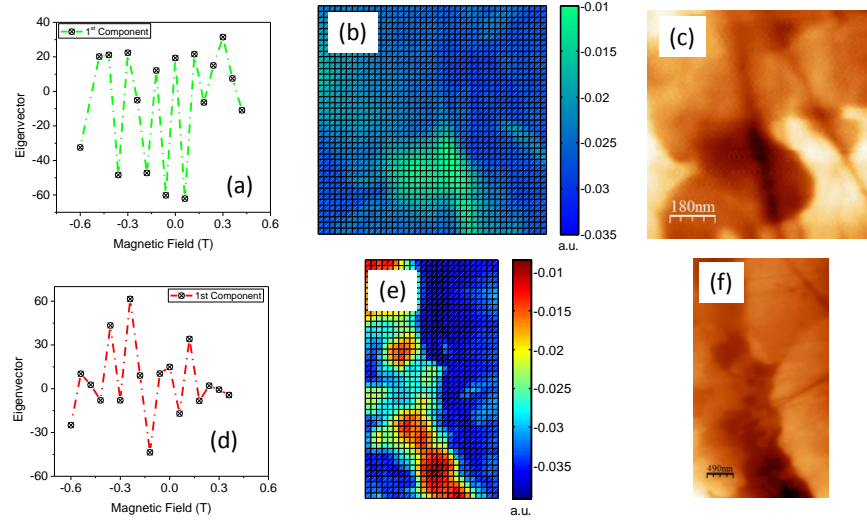 40
20
0
-20
-40
-60
Eigenvector
1st Component
(a)
-0.6 -0.3 0.0 0.3 0.6
Magnetic Field (T)
(b)
-0.01
-0.015
-0.02
-0.025
-0.03
-0.035
a.u.
(c)
180nm
60
30
0
-30
-60
Eigenvector
1st Component
(d)
-0.6 -0.3 0.0 0.3 0.6
Magnetic Field (T)
(e)
-0.01
-0.015
-0.02
-0.025
-0.03
-0.035
a.u.
(f)
490nm